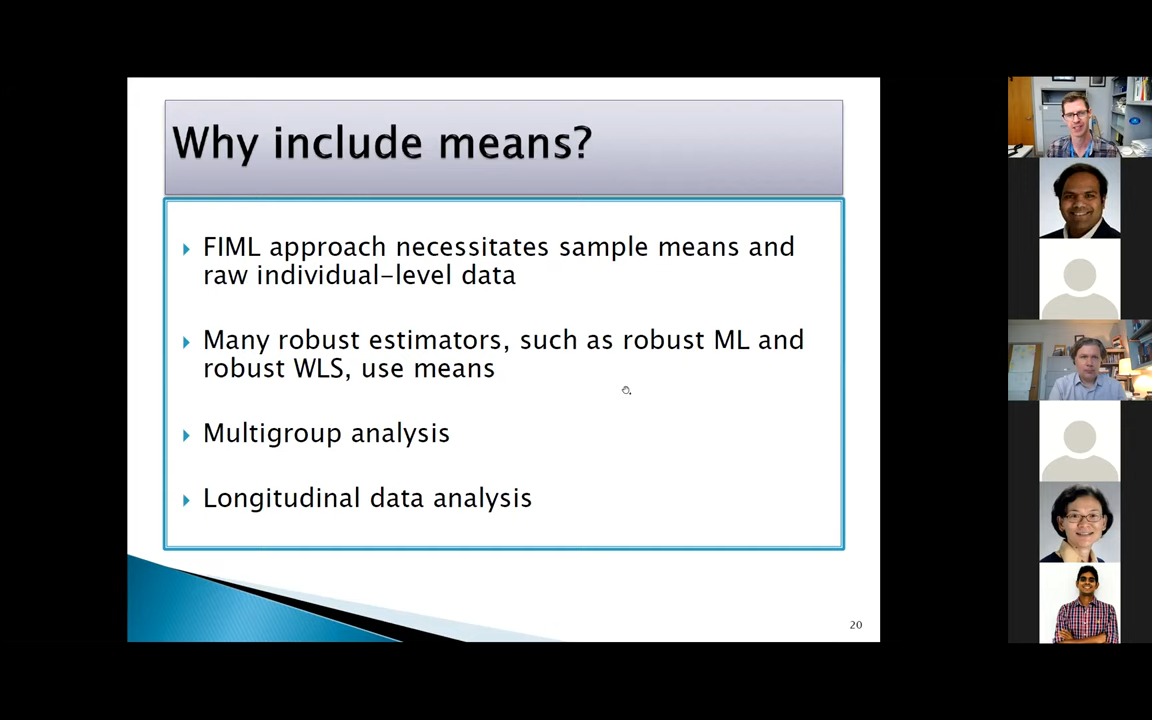 Why include means?
FIML approach necessitates sample means and
raw individual-level data
Many robust estimators, such as robust ML and
robust WLS, use means
Multigroup analysis
Longitudinal data analysis
20